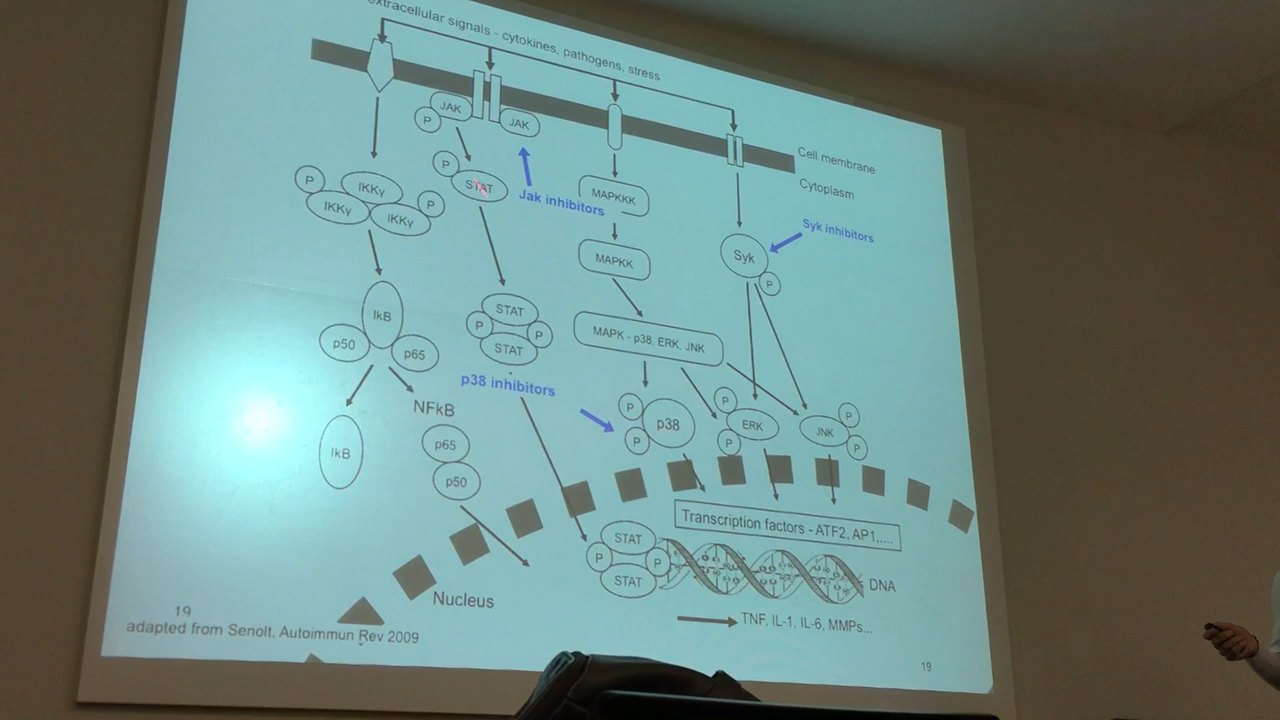 extracellular signals - cytokines, pathogens, stress
Cell membrane
Cytoplasm
JAK
P
JAK
P
STAT
Jak inhibitors
P
IKKγ
IKKγ
IKKγ
P
MAPKKK
MAPKK
MAPK - p38, ERK, JNK
Syk inhibitors
Syk
P
IkB
p50
p65
STAT
P
P
STAT
p38 inhibitors
NFkB
IkB
p65
p50
P
P
p38
P
P
ERK
JNK
P
P
Transcription factors - ATF2, AP1,....
STAT
P
P
STAT
DNA
Nucleus
TNF, IL-1, IL-6, MMPs...
19
adapted from Senolt, Autoimmun Rev 2009
19